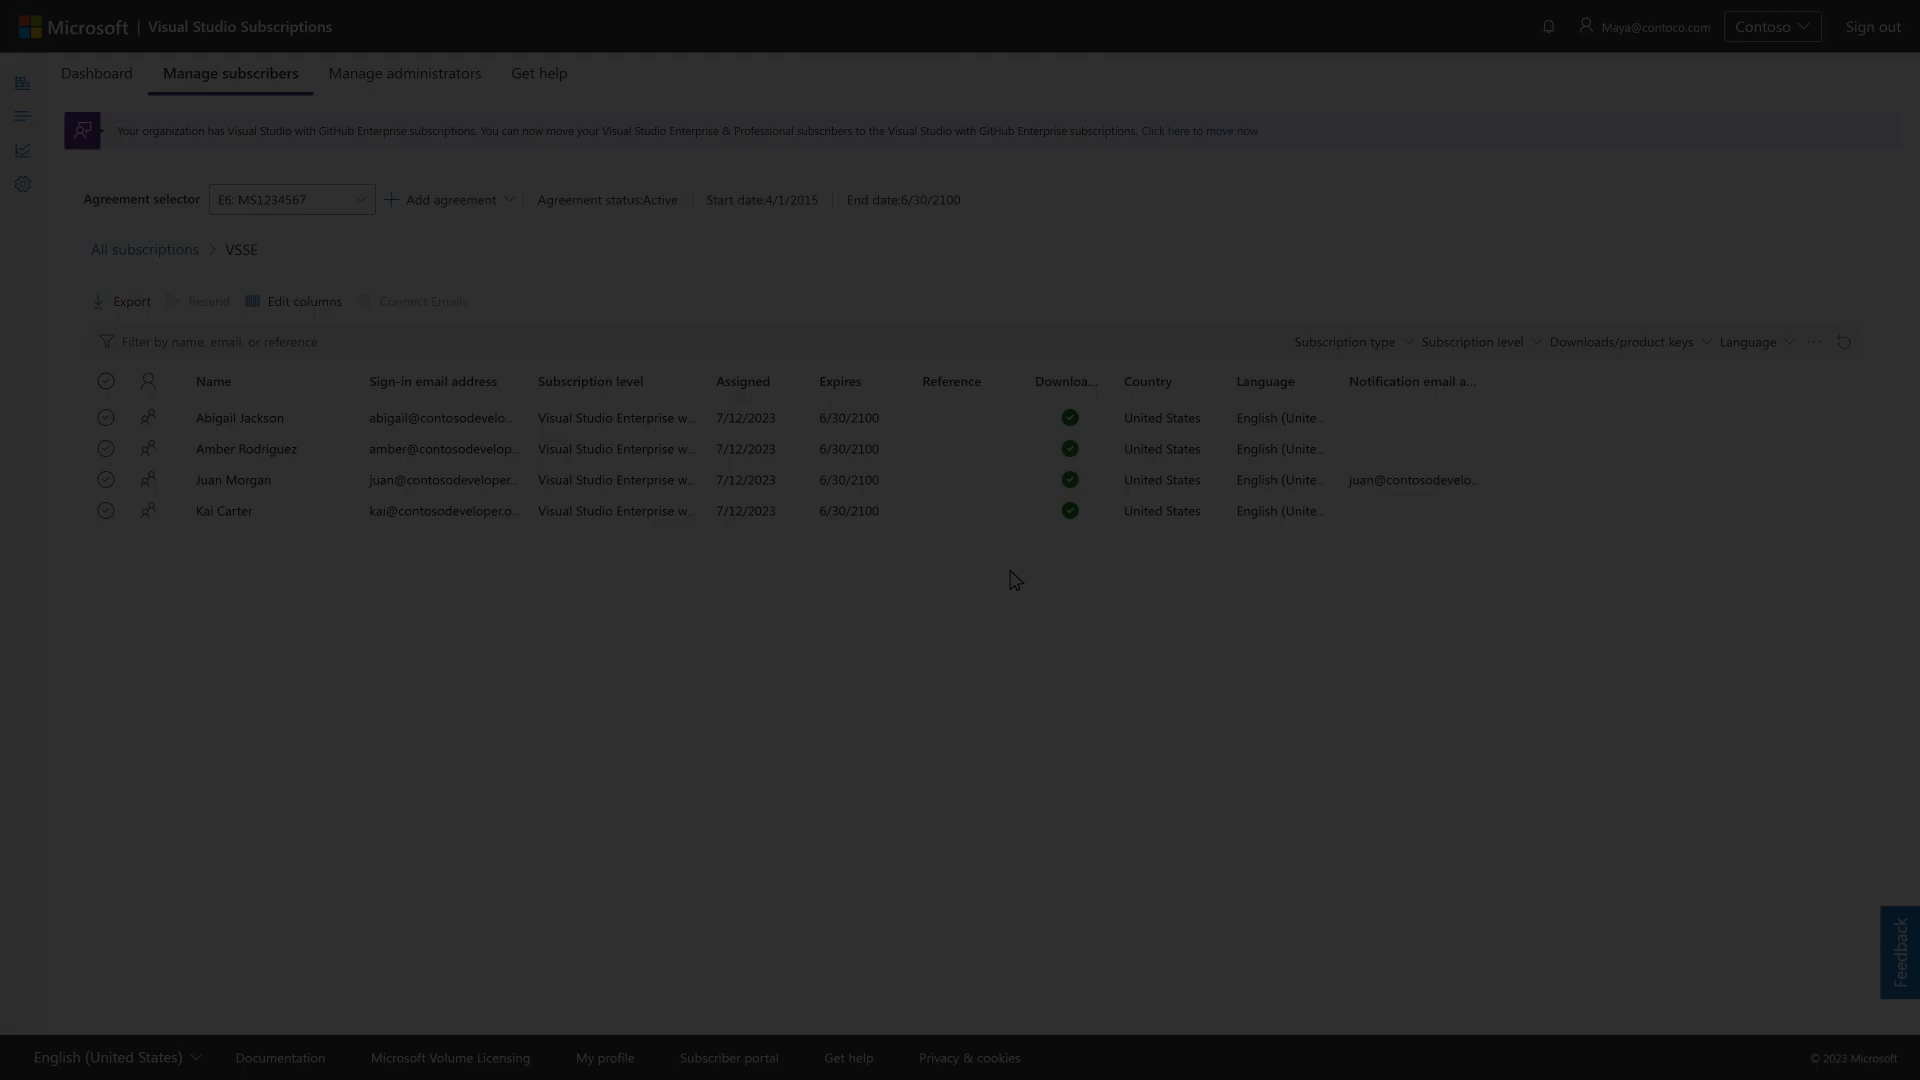 Microsoft | Visual Studio Subscriptions
Maya@contoco.com
Contoso
Sign out
Dashboard
Manage subscribers
Manage administrators
Get help
Your organization has Visual Studio with GitHub Enterprise subscriptions. You can now move your Visual Studio Enterprise & Professional subscribers to the Visual Studio with GitHub Enterprise subscriptions. Click here to move now
Agreement selector
E6: MS1234567
Add agreement
Agreement status:Active
Start date:4/1/2015
End date:6/30/2100
All subscriptions > VSSE
Export
Resend
Edit columns
Connect Emails
Filter by name, email, or reference
Subscription type
Subscription level
Downloads/product keys
Language
...
Name Sign-in email address Subscription level Assigned Expires Reference Downloa... Country Language Notification email a...
Abigail Jackson abigail@contosodevelo... Visual Studio Enterprise w... 7/12/2023 6/30/2100 United States English (Unite...
Amber Rodriguez amber@contosodevelop... Visual Studio Enterprise w... 7/12/2023 6/30/2100 United States English (Unite...
Juan Morgan juan@contosodeveloper... Visual Studio Enterprise w... 7/12/2023 6/30/2100 United States English (Unite... juan@contosodevelo...
Kai Carter kai@contosodeveloper.o... Visual Studio Enterprise w... 7/12/2023 6/30/2100 United States English (Unite...
Feedback
English (United States)
Documentation
Microsoft Volume Licensing
My profile
Subscriber portal
Get help
Privacy & cookies
© 2023 Microsoft